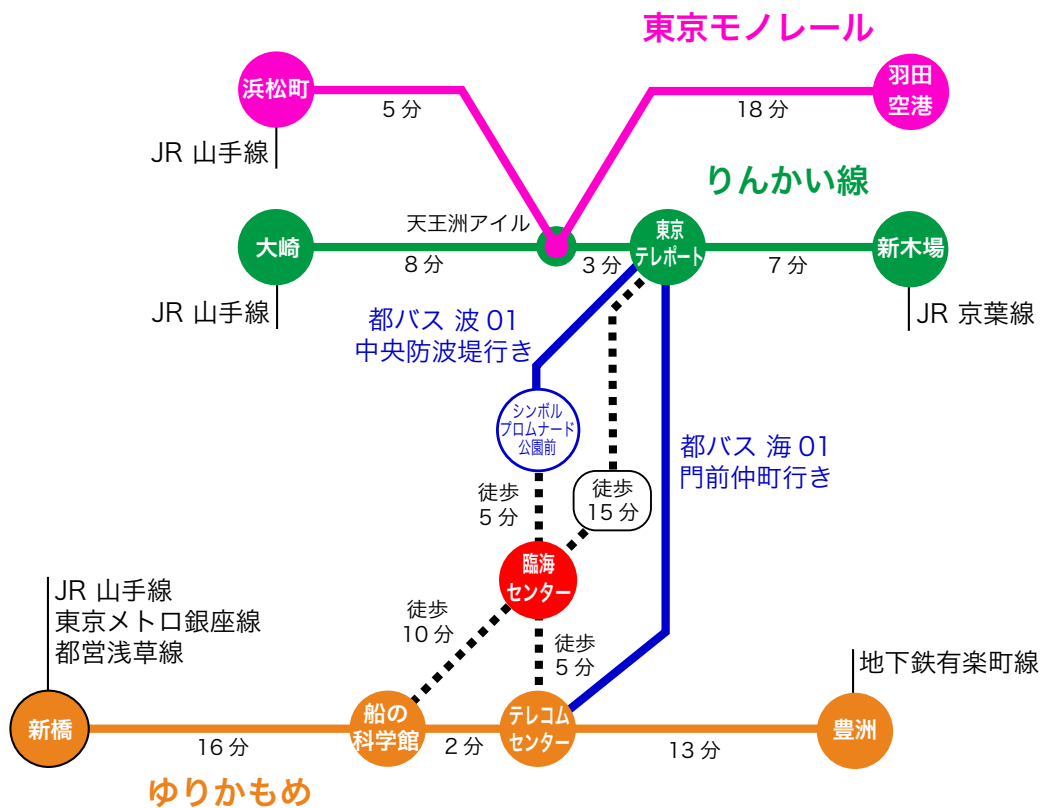 東京モノレール
浜松町
羽田
空港
5分
18分
JR 山手線
りんかい線
天王洲アイル
大崎
東京
テレポート
新木場
8分
3分
7分
JR 山手線
JR 京葉線
都バス 波01
中央防波堤行き
シンボル
プロムナード
公園前
都バス 海01
門前仲町行き
徒歩
5分
徒歩
15分
臨海
センター
JR 山手線
東京メトロ銀座線
都営浅草線
徒歩
10分
徒歩
5分
地下鉄有楽町線
新橋
船の
科学館
テレコム
センター
豊洲
16分
2分
13分
ゆりかもめ